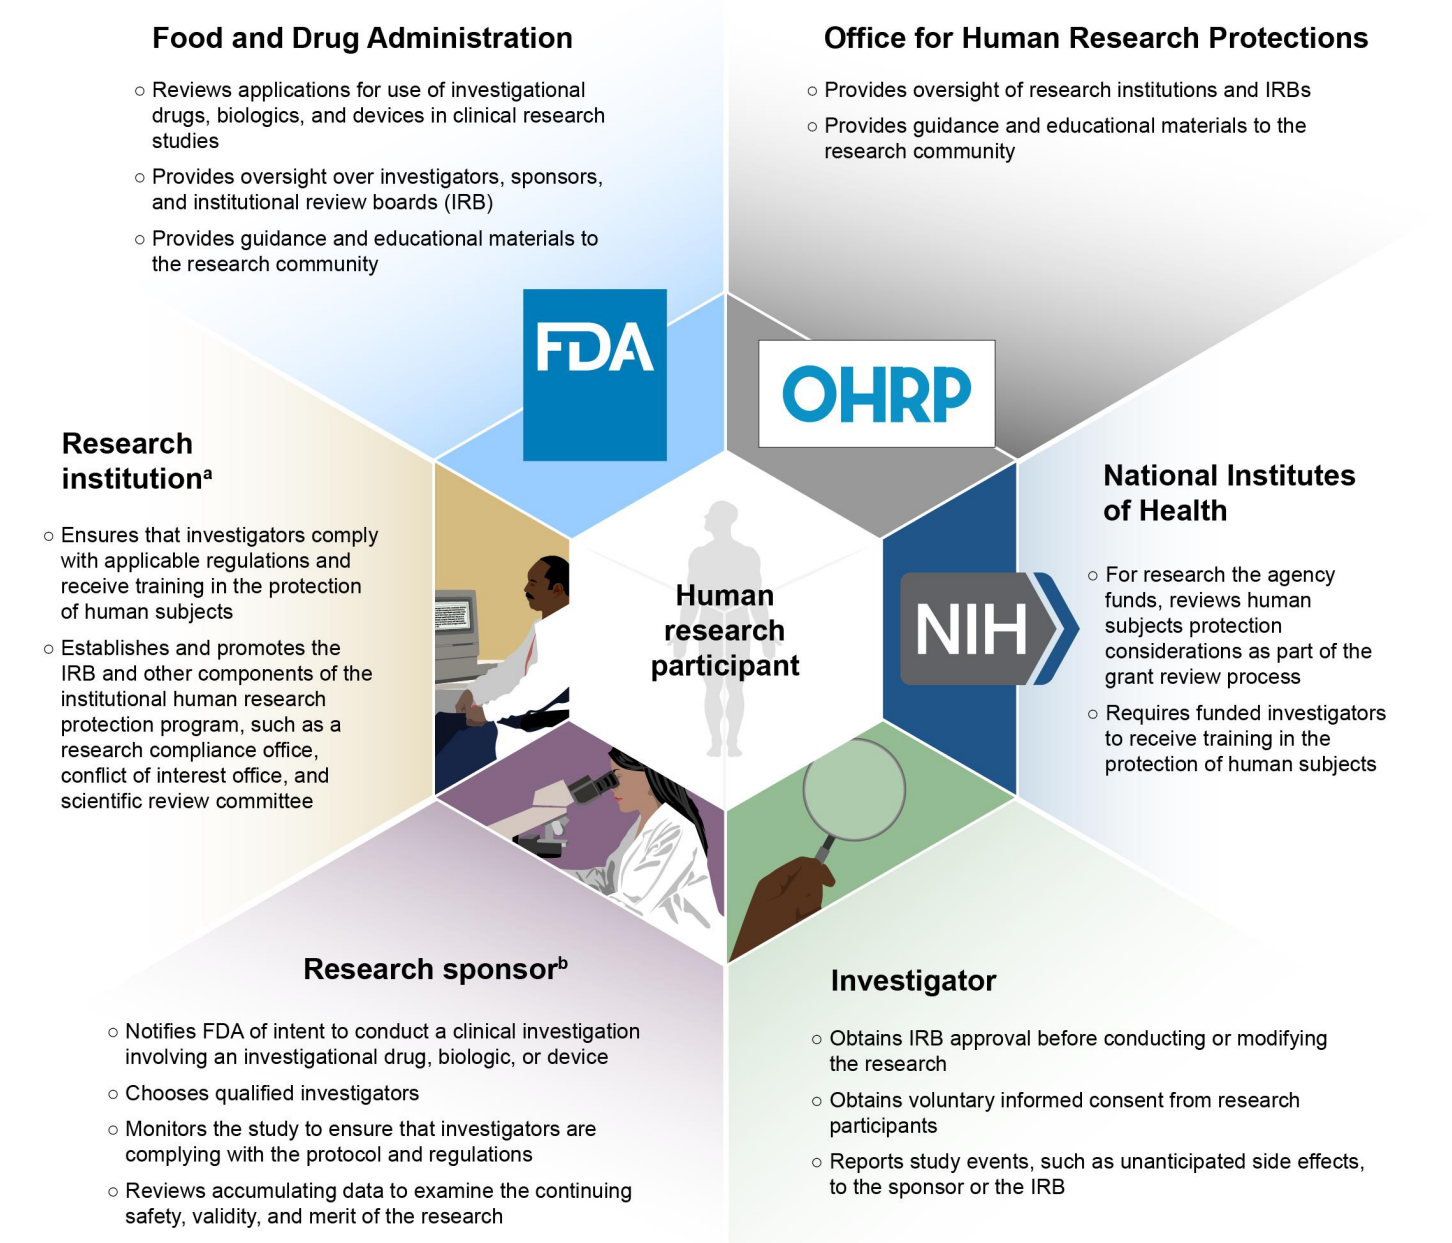 Food and Drug Administration
○ Reviews applications for use of investigational
drugs, biologics, and devices in clinical research
studies
○ Provides oversight over investigators, sponsors,
and institutional review boards (IRB)
○ Provides guidance and educational materials to
the research community
FDA
Office for Human Research Protections
○ Provides oversight of research institutions and IRBs
○ Provides guidance and educational materials to the
research community
OHRP
Research
institutionᵃ
○ Ensures that investigators comply
with applicable regulations and
receive training in the protection
of human subjects
○ Establishes and promotes the
IRB and other components of the
institutional human research
protection program, such as a
research compliance office,
conflict of interest office, and
scientific review committee
Human
research
participant
National Institutes
of Health
NIH
○ For research the agency
funds, reviews human
subjects protection
considerations as part of the
grant review process
○ Requires funded investigators
to receive training in the
protection of human subjects
Research sponsorᵇ
○ Notifies FDA of intent to conduct a clinical investigation
involving an investigational drug, biologic, or device
○ Chooses qualified investigators
○ Monitors the study to ensure that investigators are
complying with the protocol and regulations
○ Reviews accumulating data to examine the continuing
safety, validity, and merit of the research
Investigator
○ Obtains IRB approval before conducting or modifying
the research
○ Obtains voluntary informed consent from research
participants
○ Reports study events, such as unanticipated side effects,
to the sponsor or the IRB